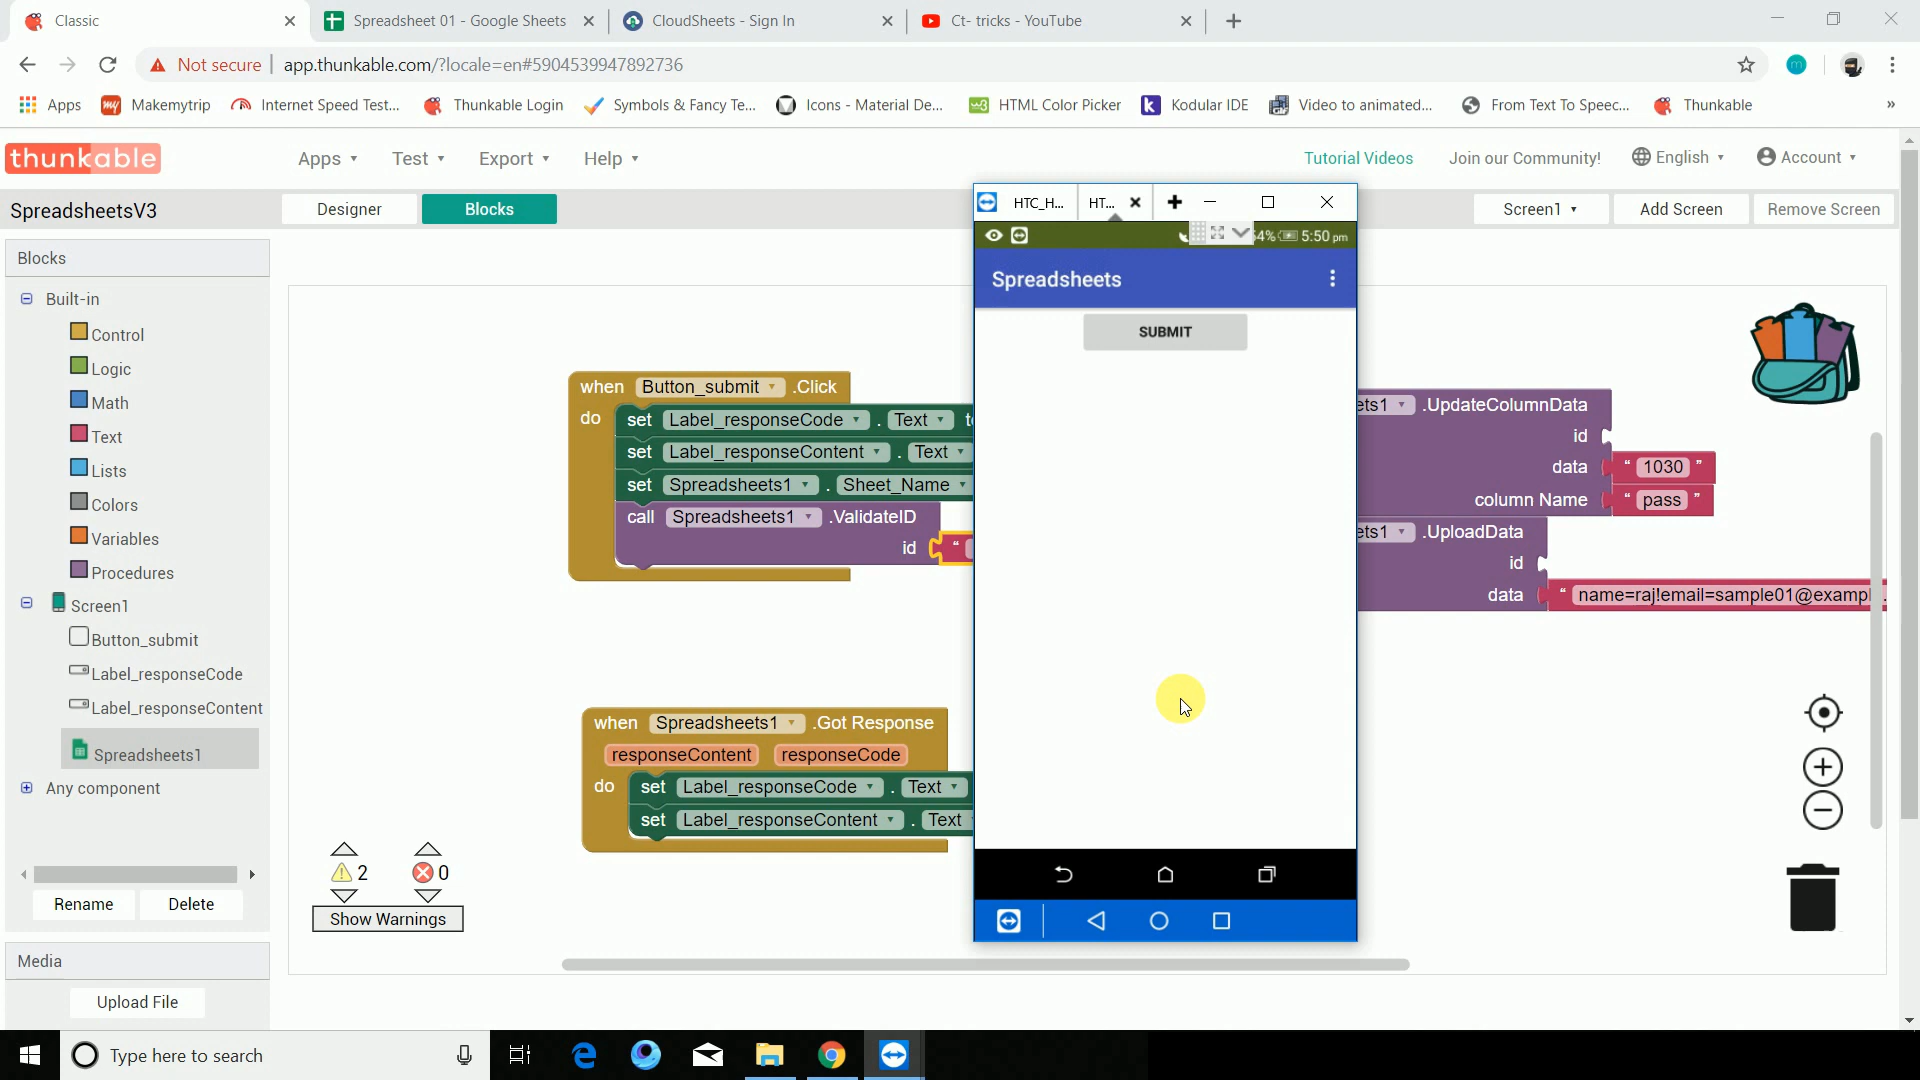 Classic
Spreadsheet 01 - Google Sheets
CloudSheets - Sign In
Ct- tricks - YouTube
Not secure
app.thunkable.com/?locale=en#5904539947892736
Apps
Makemytrip
Internet Speed Test...
Thunkable Login
Symbols & Fancy Te...
Icons - Material De...
HTML Color Picker
Kodular IDE
Video to animated...
From Text To Speec...
Thunkable
»
thunkable
Apps
Test
Export
Help
Tutorial Videos
Join our Community!
English
Account
SpreadsheetsV3
Designer
Blocks
Screen1
Add Screen
Remove Screen
Blocks
Built-in
Control
Logic
Math
Text
Lists
Colors
Variables
Procedures
Screen1
Button_submit
Label_responseCode
Label_responseContent
Spreadsheets1
Any component
Rename
Delete
Media
Upload File
when Button_submit .Click
do set Label_responseCode . Text
set Label_responseContent . Text
set Spreadsheets1 . Sheet_Name
call Spreadsheets1 .ValidateID
id "
when Spreadsheets1 .Got Response
responseContent responseCode
do set Label_responseCode . Text
set Label_responseContent . Text
2
0
Show Warnings
HTC_H...
HT...
5:50 pm
Spreadsheets
SUBMIT
.UpdateColumnData
id
data " 1030 "
column Name " pass "
.UploadData
id
data " name=raj!email=sample01@exampl
Type here to search